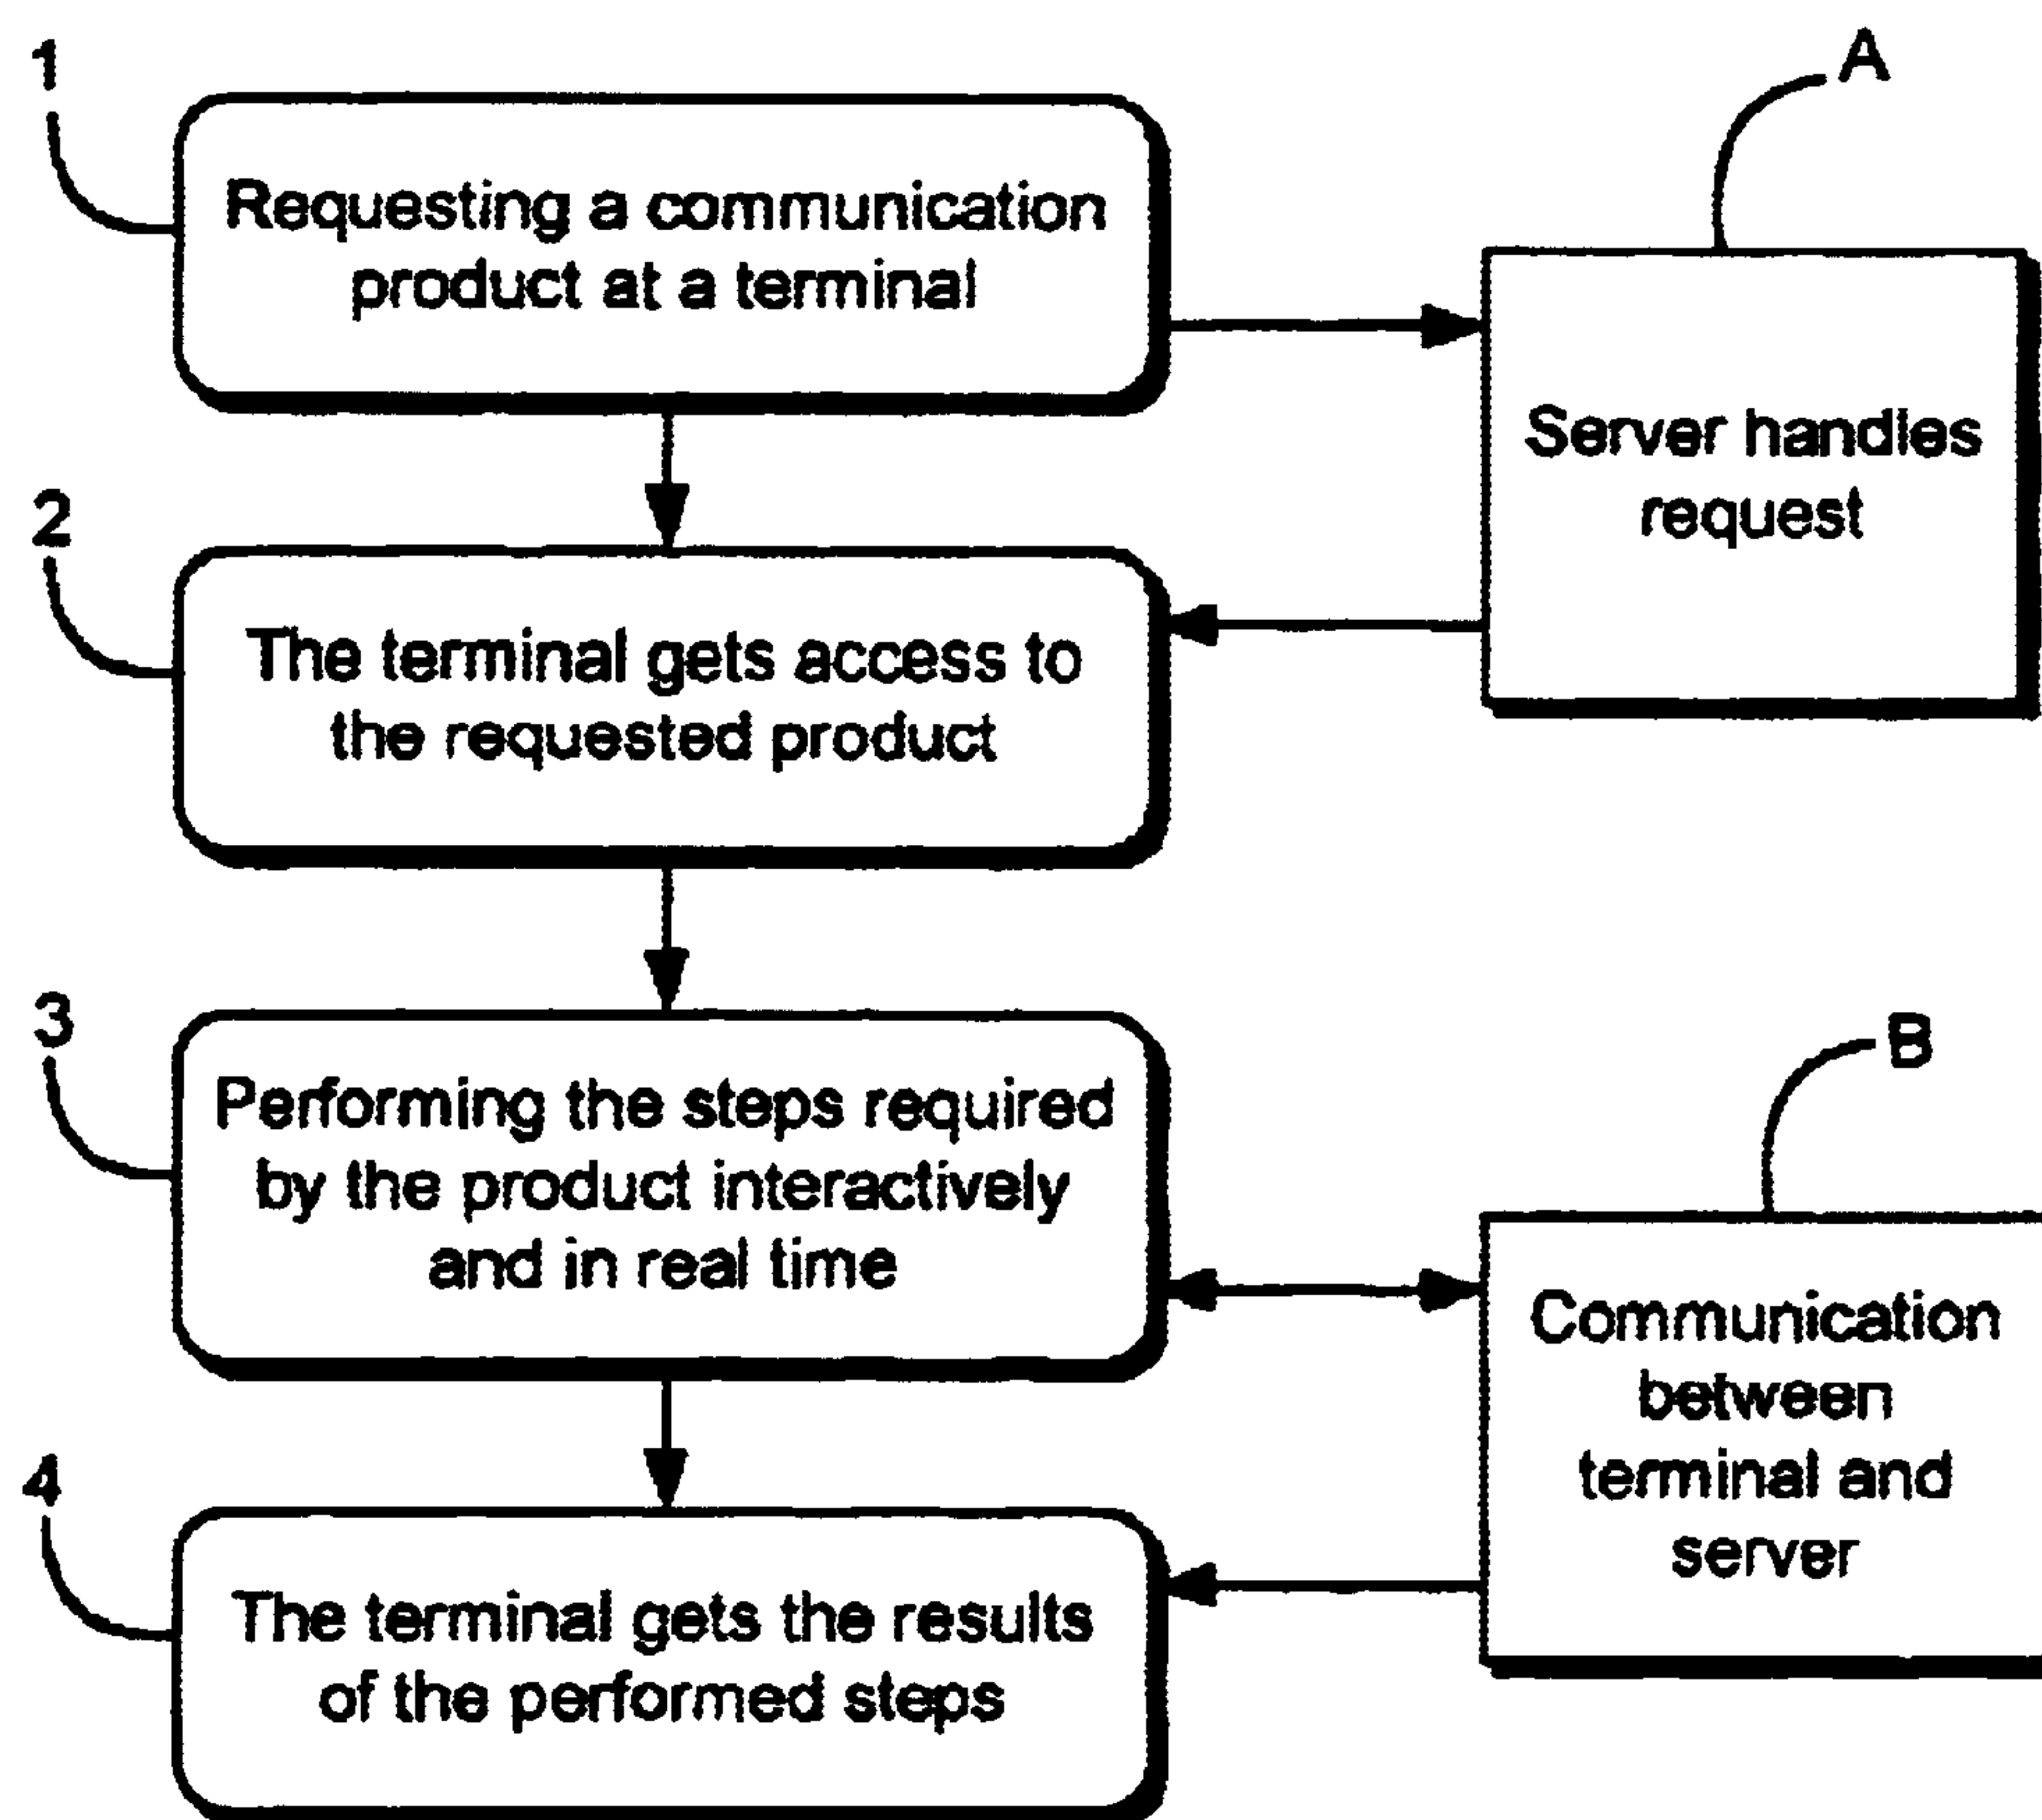 1
Requesting a communication
product at a terminal
A
Server handles
request
2
The terminal gets access to
the requested product
3
Performing the steps required
by the product interactively
and in real time
B
Communication
between
terminal and
server
4
The terminal gets the results
of the performed steps